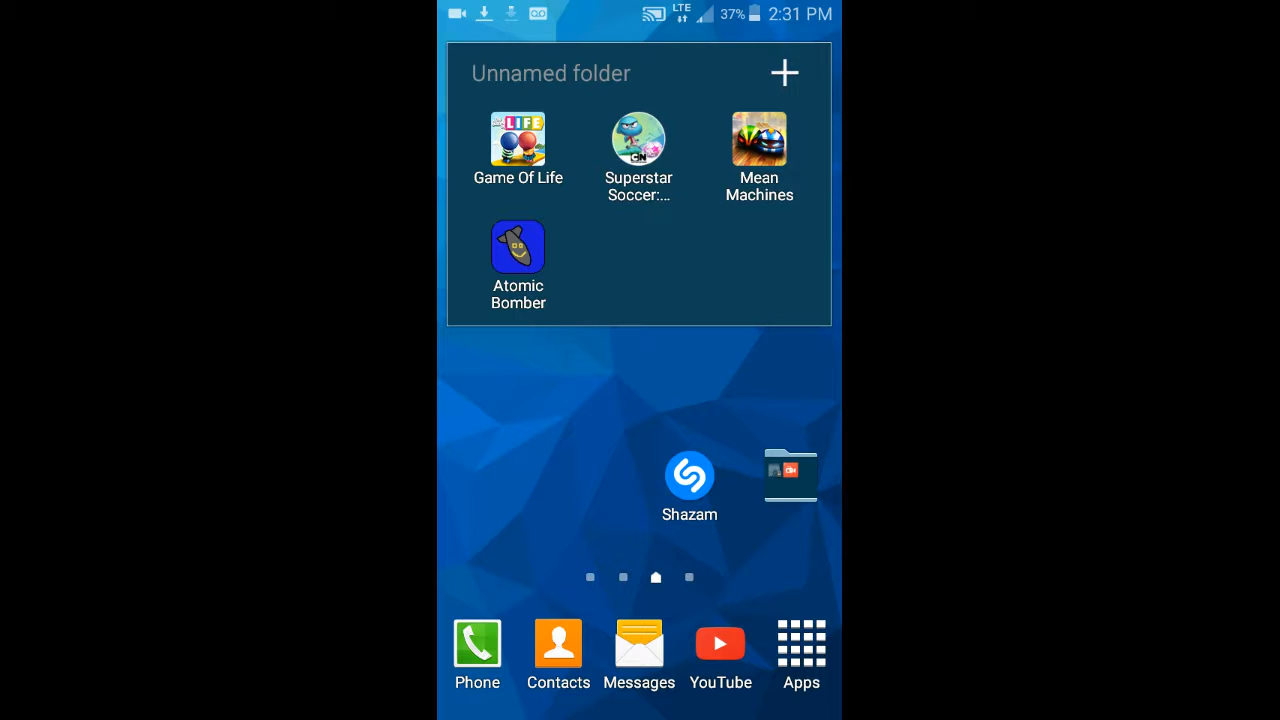 LTE 37% 2:31 PM
Unnamed folder
LIFE
CN
Game Of Life
Superstar
Soccer:...
Mean
Machines
Atomic
Bomber
Shazam
Phone
Contacts
Messages
YouTube
Apps